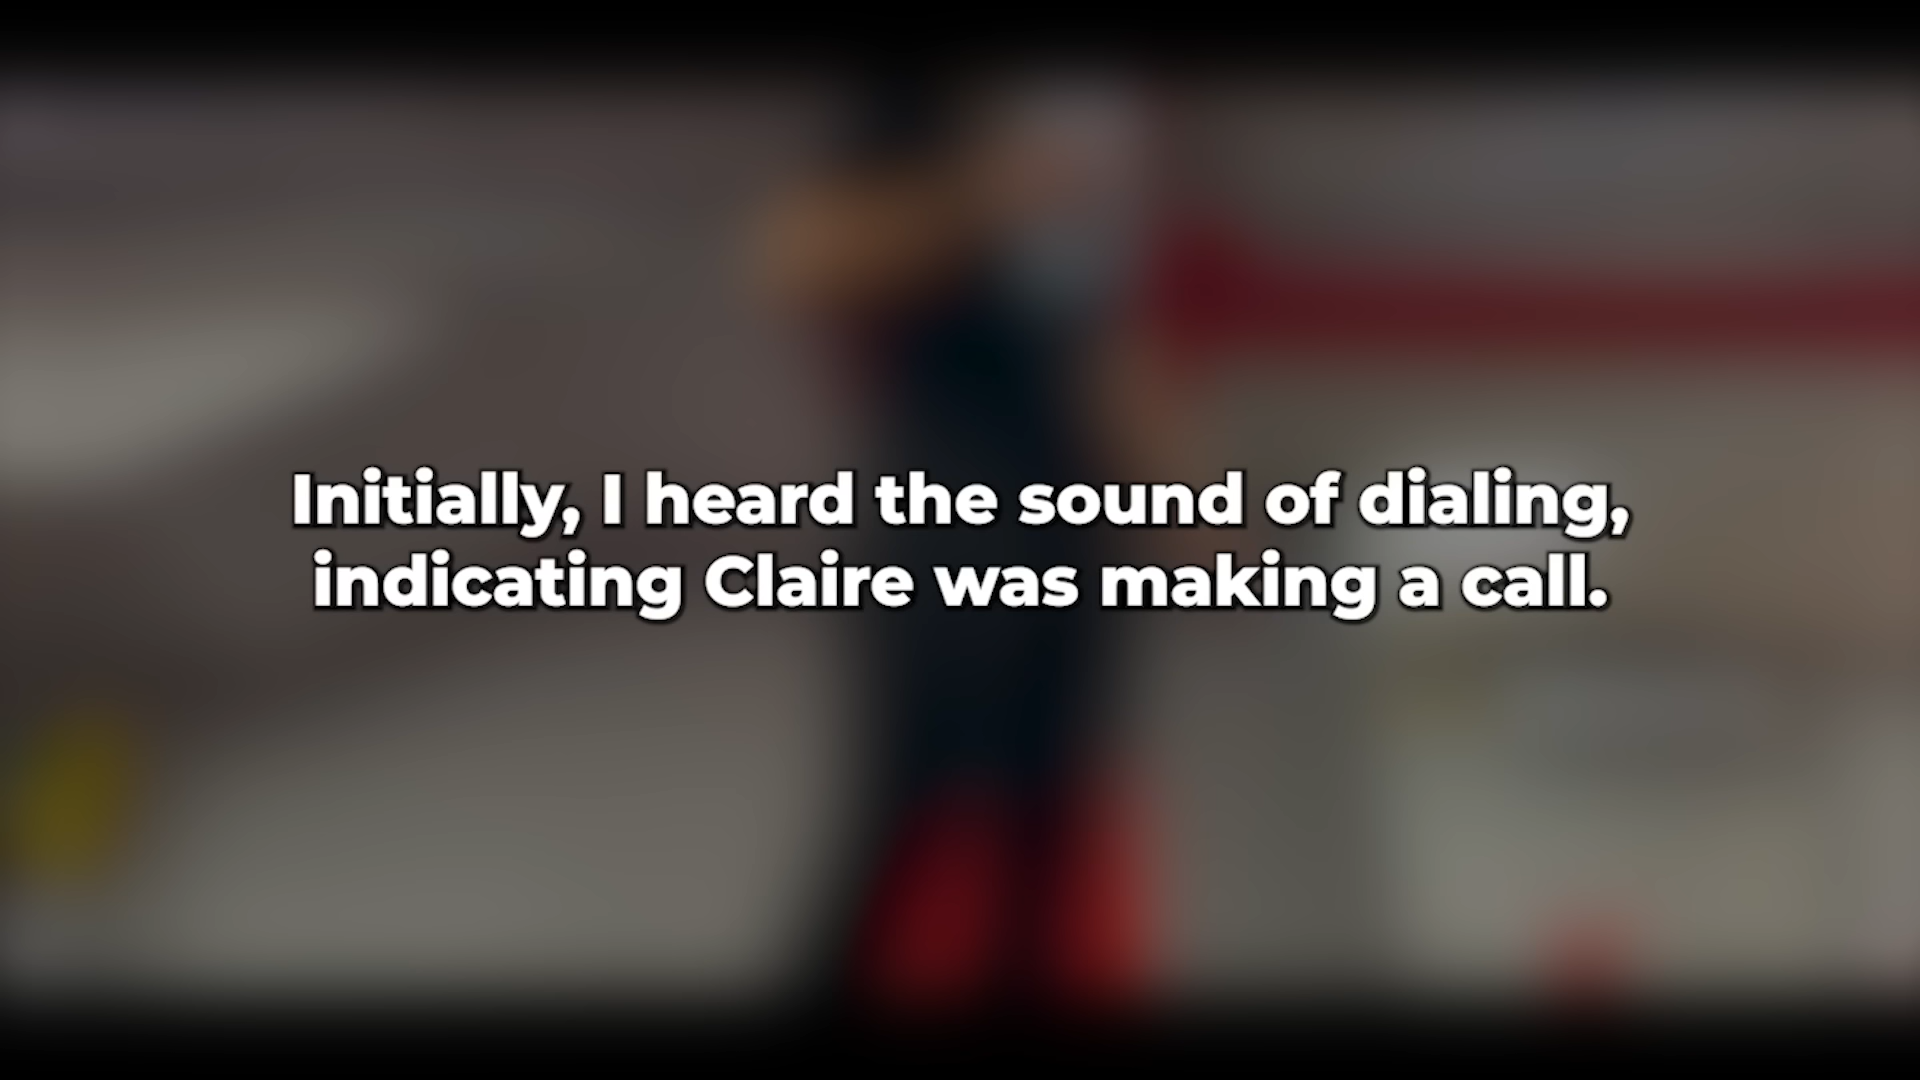 Initially, I heard the sound of dialing,
indicating Claire was making a call.